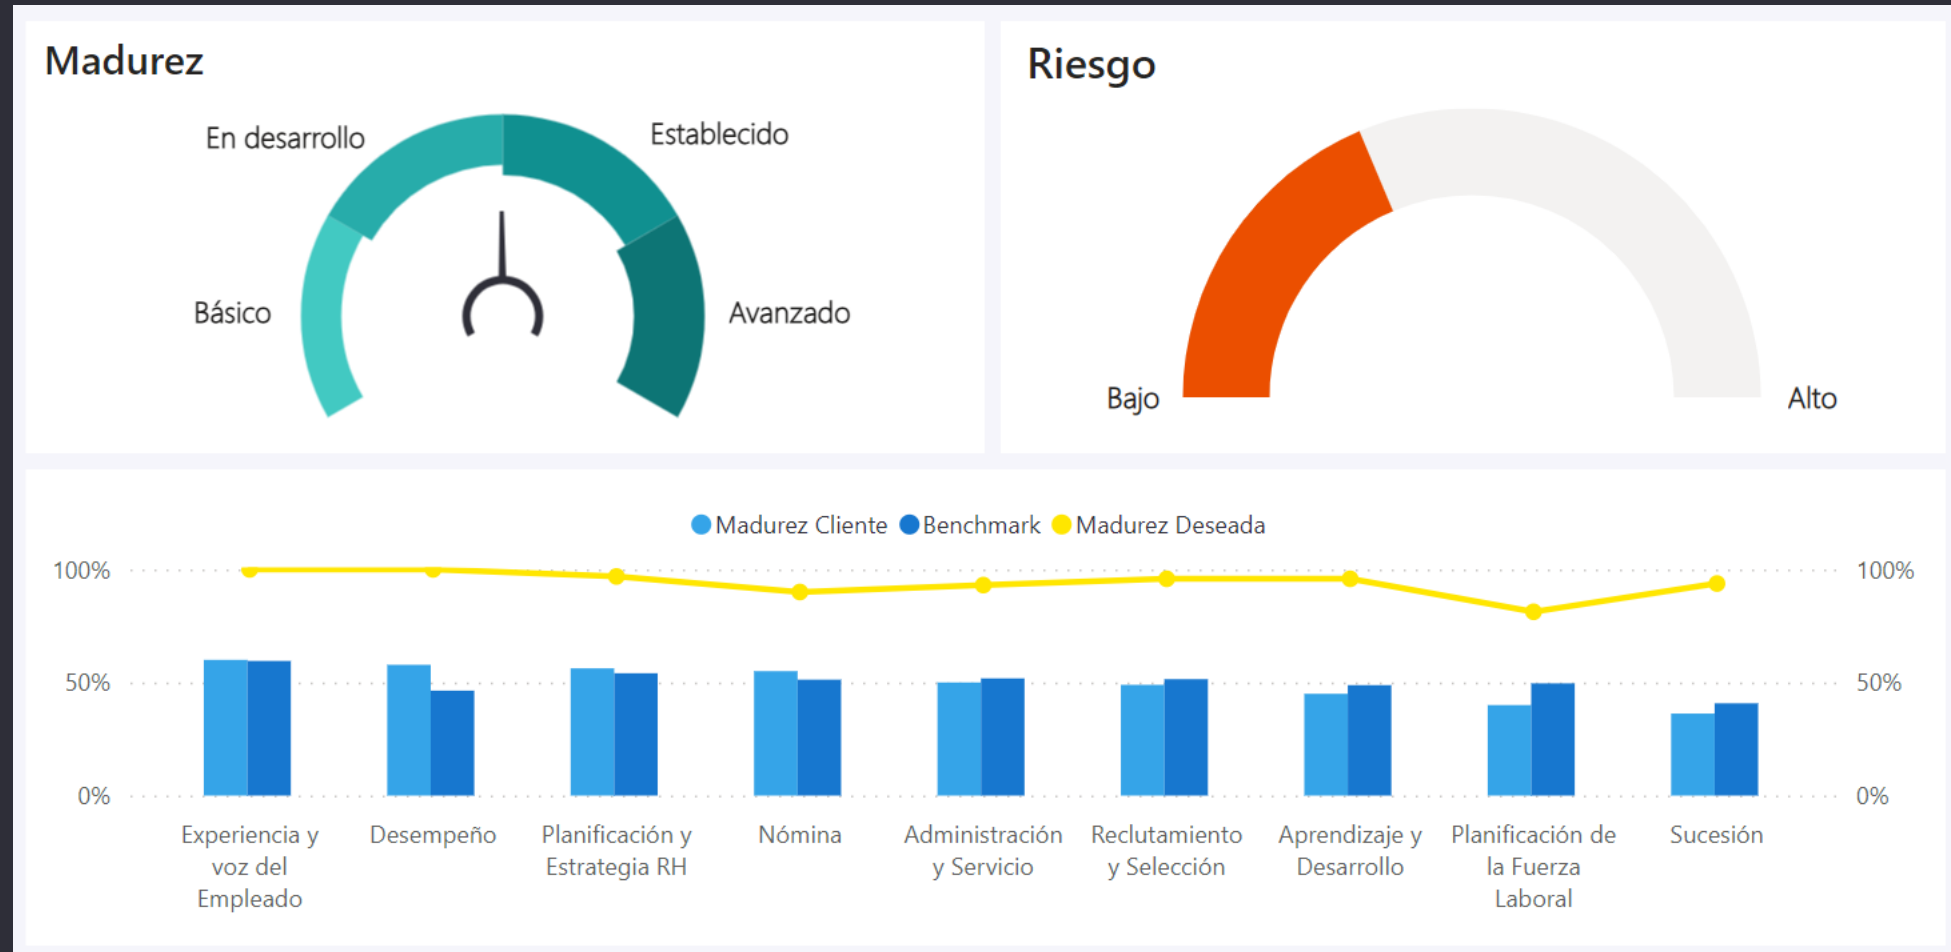 Madurez
En desarrollo
Establecido
Básico
Avanzado
Riesgo
Bajo
Alto
Madurez Cliente
Benchmark
Madurez Deseada
100%
100%
50%
50%
0%
0%
Experiencia y
voz del
Empleado
Desempeño
Planificación y
Estrategia RH
Nómina
Administración
y Servicio
Reclutamiento
y Selección
Aprendizaje y
Desarrollo
Planificación de
la Fuerza
Laboral
Sucesión